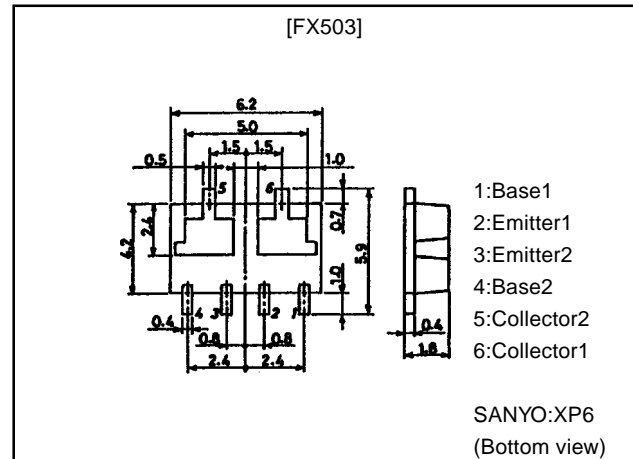 [FX503]
6.2
5.0
1.5 1.5
0.5
1.0
5
6
4.2
2.4
0.7
5.9
1.0
4 3 2 1
0.4
0.8 0.8
2.4 2.4
0.4
1.8
1:Base1
2:Emitter1
3:Emitter2
4:Base2
5:Collector2
6:Collector1
SANYO:XP6
(Bottom view)